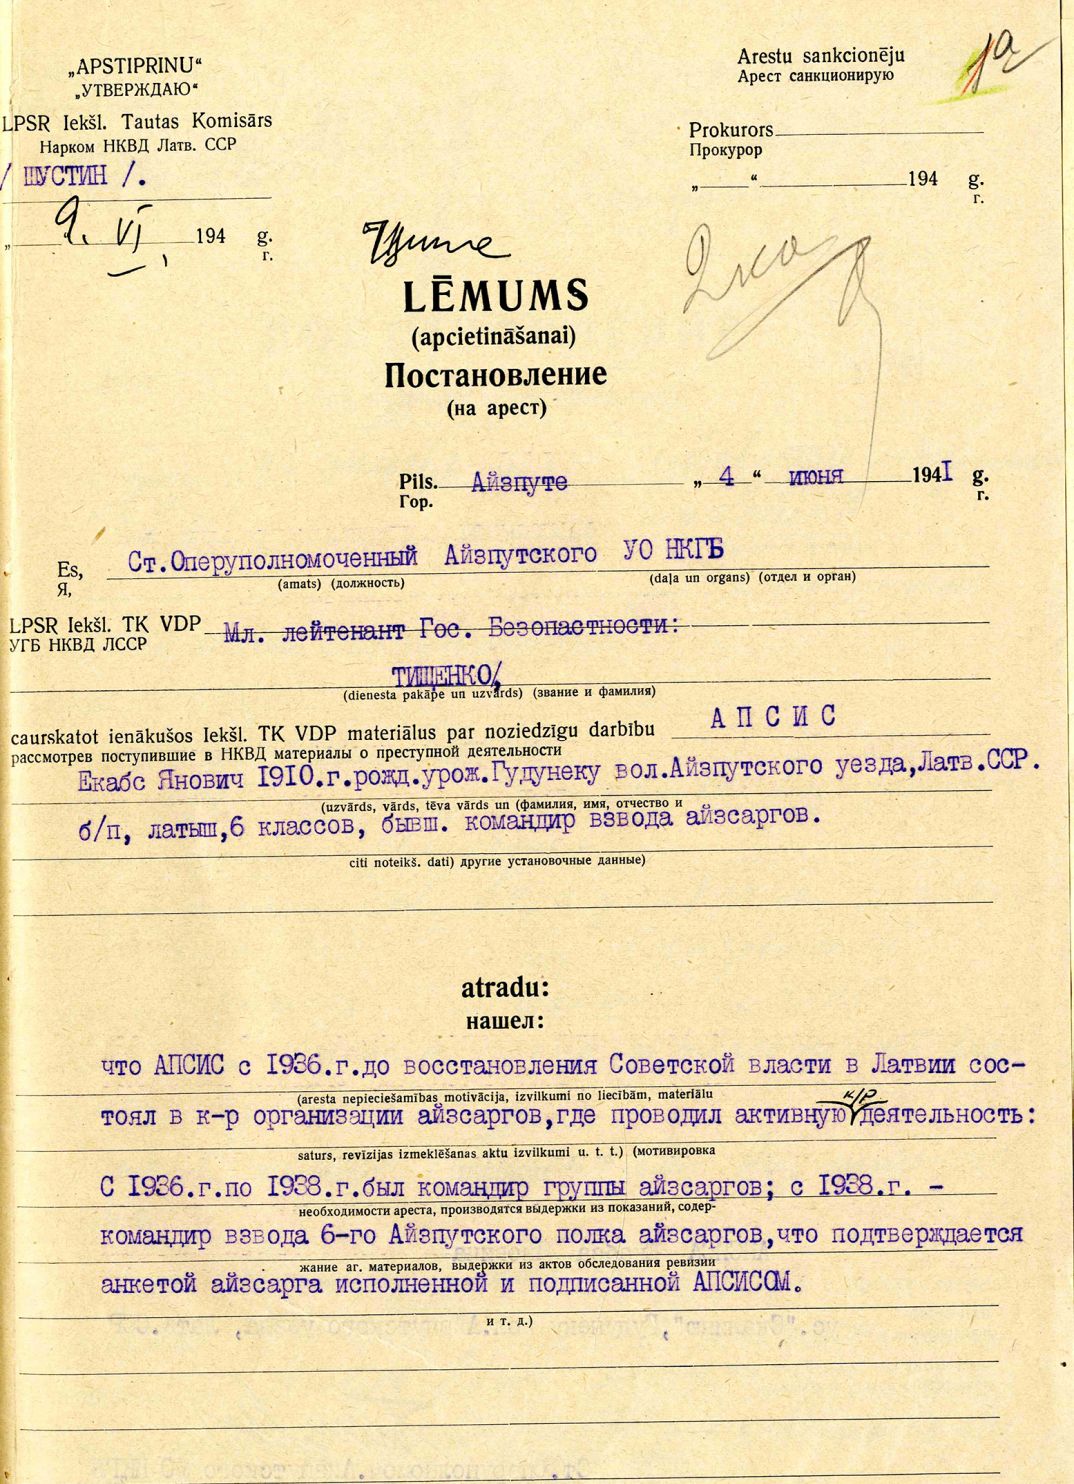 „APSTIPRINU“
„УТВЕРЖДАЮ“
LPSR Iekšl. Tautas Komisārs
Нарком НКВД Латв. ССР
/ ШУСТИН /.
„ 9. VI 194 g.
г.
Arestu sankcionēju
Арест санкционирую
Prokurors
Прокурор
„ “ 194 g.
г.
LĒMUMS
(apcietināšanai)
Постановление
(на арест)
Pils. Айзпуте „ 4 “ июня 1941 g.
Гор. г.
Es, Ст.Оперуполномоченный Айзпутского УО НКГБ
Я, (amats) (должность) (daļa un organs) (отдел и орган)
LPSR Iekšl. TK VDP Мл. лейтенант Гос. Безопастности:
УГБ НКВД ЛССР
ТИЩЕНКО/
(dienesta pakāpe un uzvārds) (звание и фамилия)
caurskatot ienākušos Iekšl. TK VDP materiālus par noziedzīgu darbību АПСИС
рассмотрев поступившие в НКВД материалы о преступной деятельности
Екабс Янович 1910.г.рожд.урож.Гудунеку вол.Айзпутского уезда,Латв.ССР.
(uzvārds, vārds, tēva vārds un (фамилия, имя, отчество и
б/п, латыш,6 классов, бывш. командир взвода айзсаргов.
citi noteikš. dati) другие установочные данные)
atradu:
нашел:
что АПСИС с 1936.г.до восстановления Советской власти в Латвии сос-
(aresta nepieciešamības motivācija, izvilkumi no liecībām, materiālu
к/р
тоял в к-р организации айзсаргов,где проводил активную деятельность:
saturs, revīzijas izmeklēšanas aktu izvilkumi u. t. t.) (мотивировка
С 1936.г.по 1938.г.был командир группы айзсаргов; с 1938.г. -
необходимости ареста, производятся выдержки из показаний, содер-
командир взвода 6-го Айзпутского полка айзсаргов,что подтверждается
жание аг. материалов, выдержки из актов обследования ревизии
анкетой айзсарга исполненной и подписанной АПСИСОМ.
и т. д.)